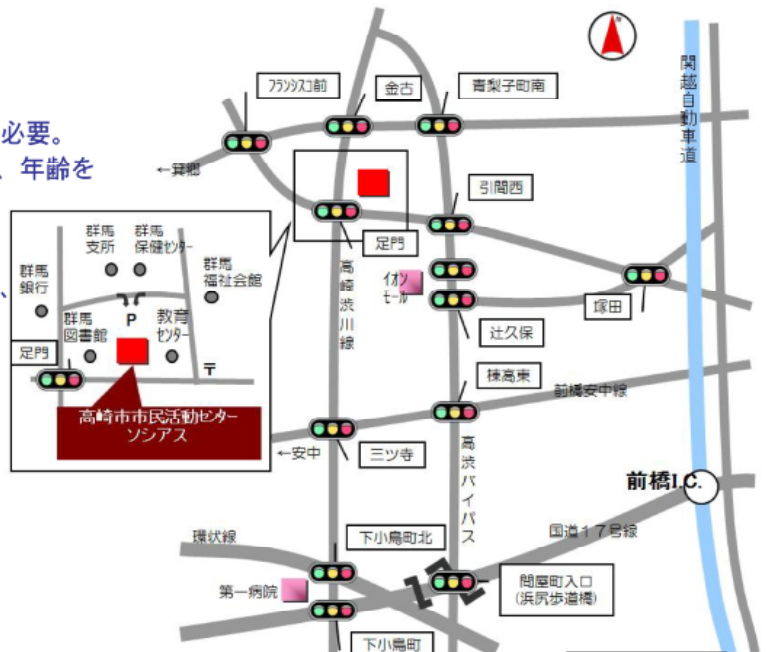 必要。
、年齢を
、
N
フランシスコ前
金古
青梨子町南
関越自動車道
←箕郷
引間西
足門
高崎渋川線
イオン
モール
辻久保
塚田
棟高東
前橋安中線
←安中
三ツ寺
高渋バイパス
前橋I.C.
環状線
下小鳥町北
国道17号線
第一病院
問屋町入口
(浜尻歩道橋)
下小鳥町
群馬
支所
群馬
保健センター
群馬
銀行
群馬
福祉会館
P
群馬
図書館
教育
センター
足門
〒
高崎市市民活動センター
ソシアス